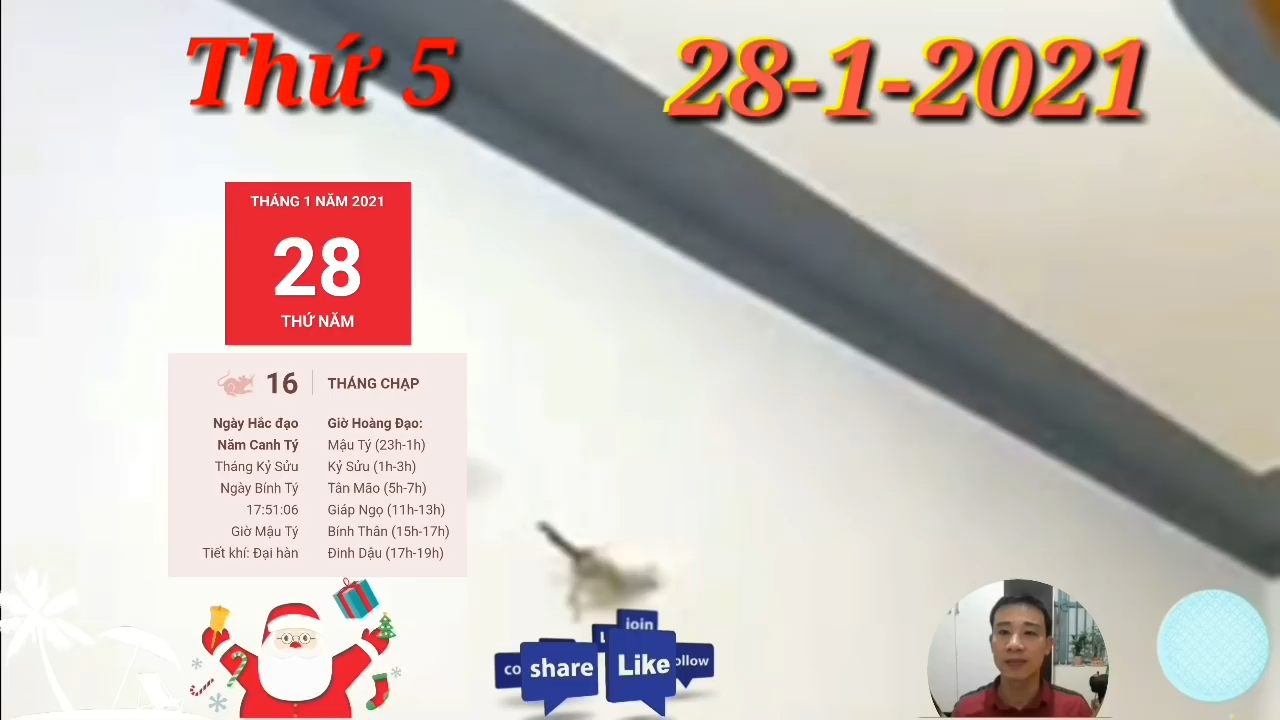 Thứ 5
28-1-2021
THÁNG 1 NĂM 2021
28
THỨ NĂM
16
THÁNG CHẠP
Ngày Hắc đạo
Năm Canh Tý
Tháng Kỷ Sửu
Ngày Bính Tý
17:51:06
Giờ Mậu Tý
Tiết khí: Đại hàn
Giờ Hoàng Đạo:
Mậu Tý (23h-1h)
Kỷ Sửu (1h-3h)
Tân Mão (5h-7h)
Giáp Ngọ (11h-13h)
Bính Thân (15h-17h)
Đinh Dậu (17h-19h)
join
co
share
Like
ollow